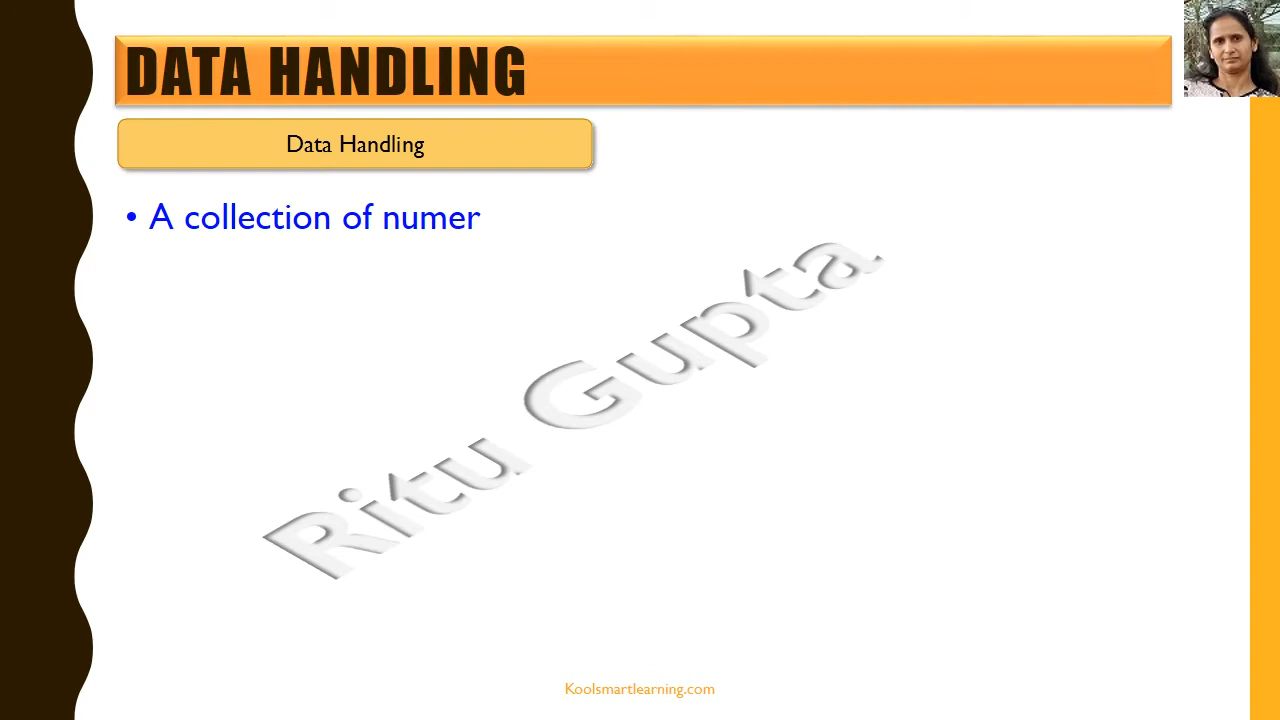 DATA HANDLING
Data Handling
• A collection of numer
Ritu Gupta
Koolsmartlearning.com